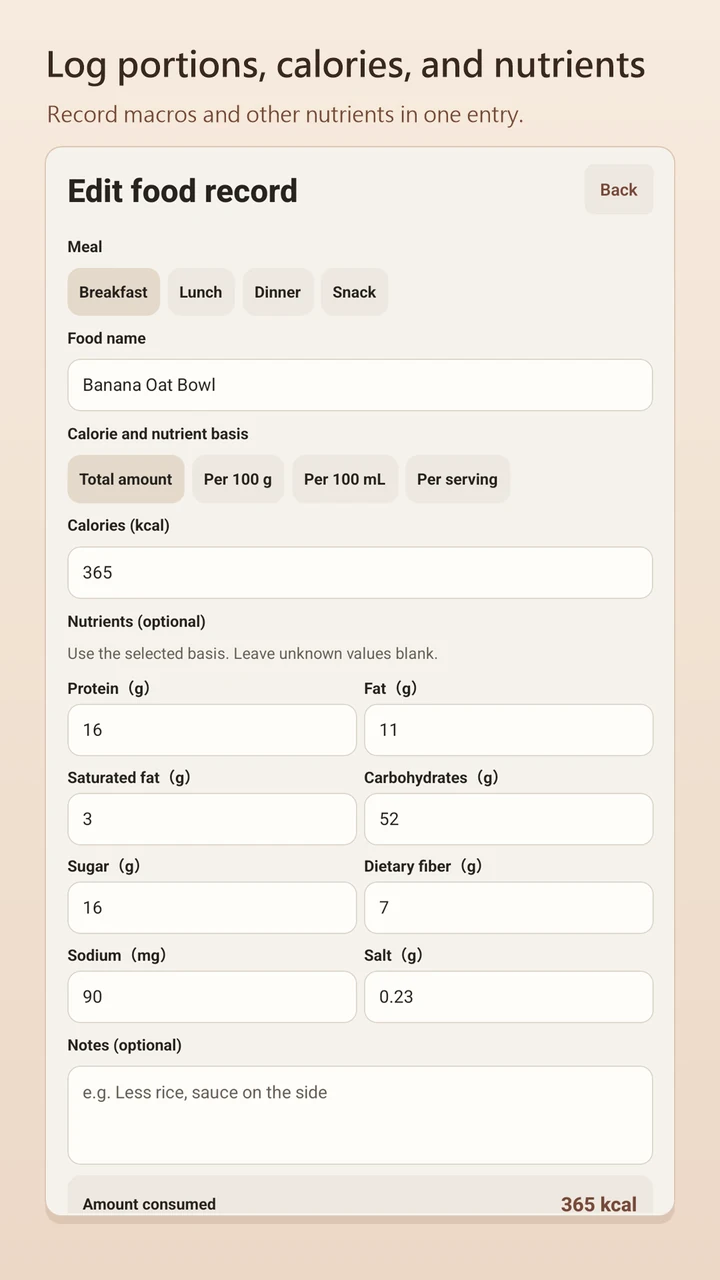 Log portions, calories, and nutrients
Record macros and other nutrients in one entry.
Edit food record
Back
Meal
Breakfast Lunch Dinner Snack
Food name
Banana Oat Bowl
Calorie and nutrient basis
Total amount Per 100 g Per 100 mL Per serving
Calories (kcal)
365
Nutrients (optional)
Use the selected basis. Leave unknown values blank.
Protein（g） Fat（g）
16 11
Saturated fat（g） Carbohydrates（g）
3 52
Sugar（g） Dietary fiber（g）
16 7
Sodium（mg） Salt（g）
90 0.23
Notes (optional)
e.g. Less rice, sauce on the side
Amount consumed 365 kcal